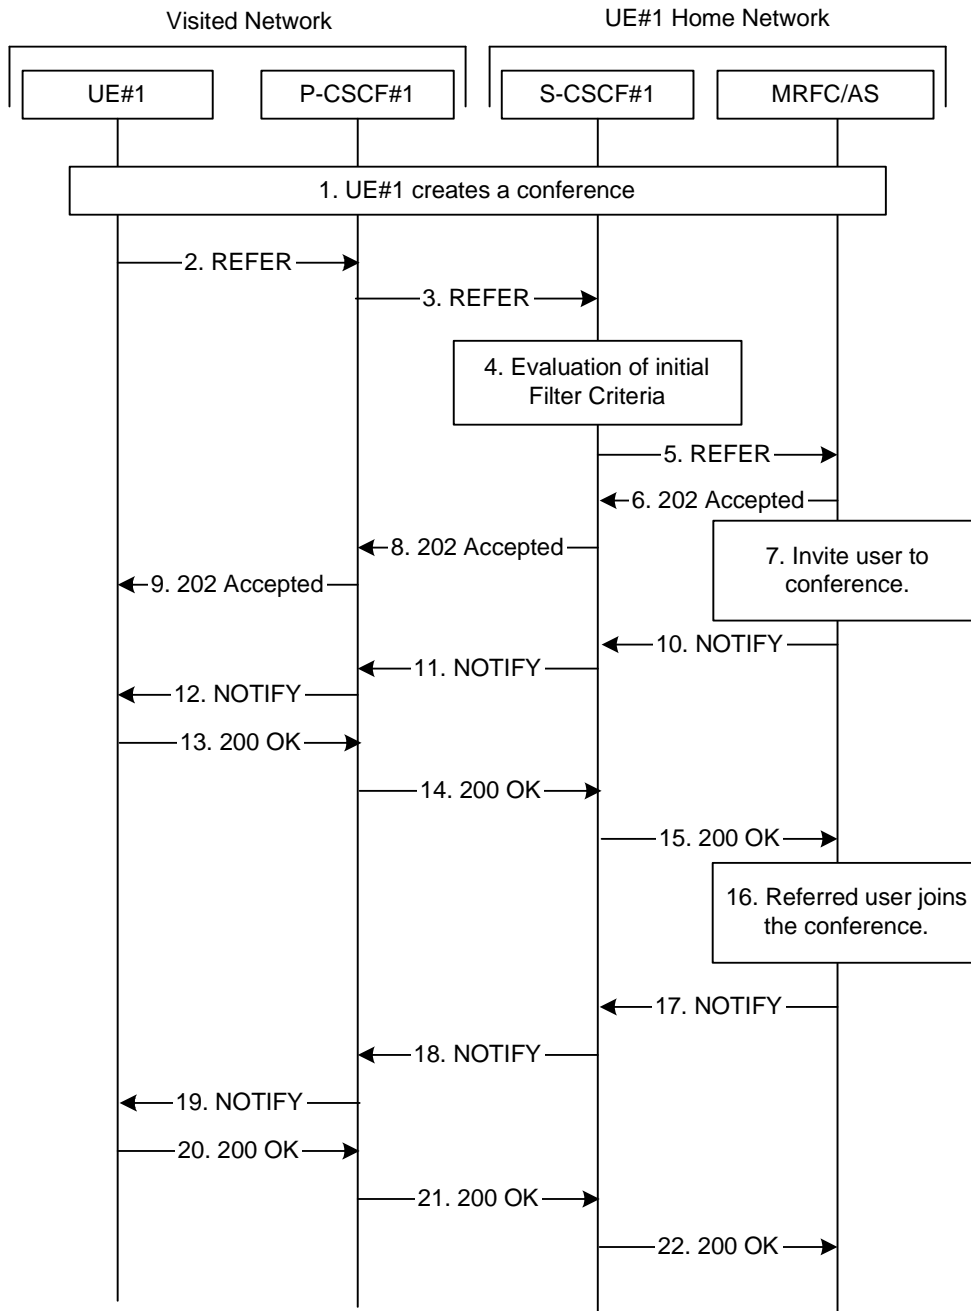 Visited Network
UE#1 Home Network
UE#1
P-CSCF#1
S-CSCF#1
MRFC/AS
1. UE#1 creates a conference
2. REFER
3. REFER
4. Evaluation of initial
Filter Criteria
5. REFER
6. 202 Accepted
8. 202 Accepted
7. Invite user to
conference.
9. 202 Accepted
10. NOTIFY
11. NOTIFY
12. NOTIFY
13. 200 OK
14. 200 OK
15. 200 OK
16. Referred user joins
the conference.
17. NOTIFY
18. NOTIFY
19. NOTIFY
20. 200 OK
21. 200 OK
22. 200 OK